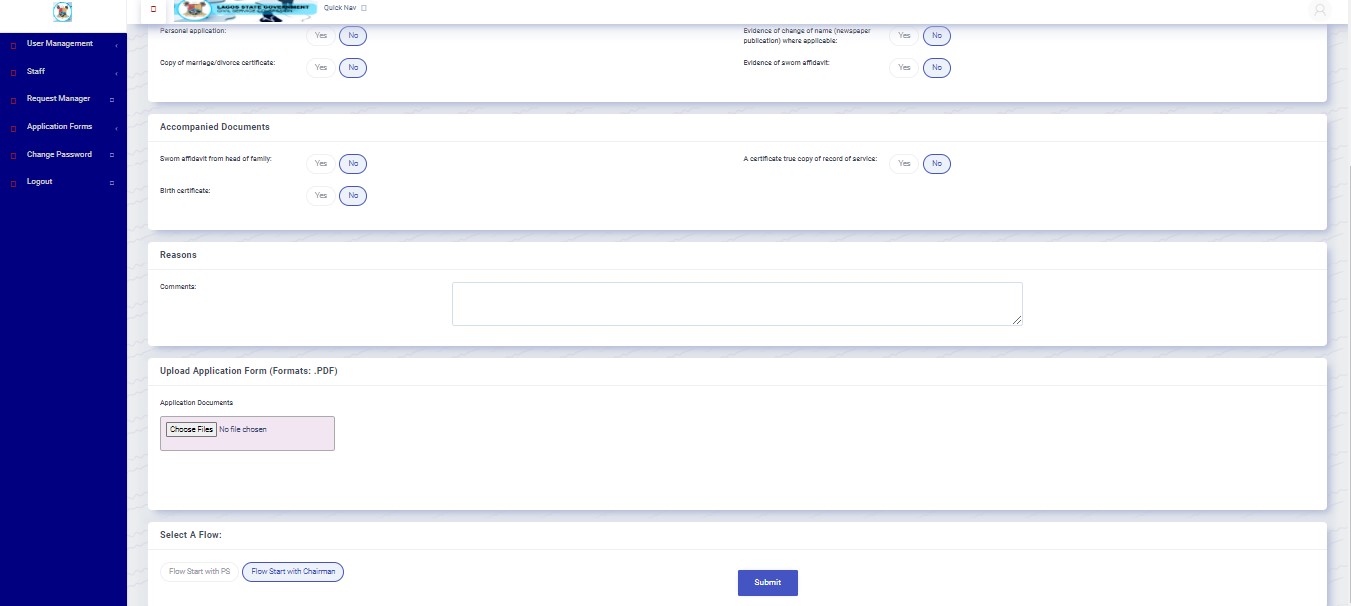 LAGOS STATE GOVERNMENT
Quick Nav
User Management
Staff
Request Manager
Application Forms
Change Password
Logout
Personal application:
Yes No
Evidence of change of name (newspaper
publication) where applicable:
Yes No
Copy of marriage/divorce certificate:
Yes No
Evidence of sworn affidavit:
Yes No
Accompanied Documents
Sworn affidavit from head of family:
Yes No
A certificate true copy of record of service:
Yes No
Birth certificate:
Yes No
Reasons
Comments:
Upload Application Form (Formats: .PDF)
Application Documents
Choose Files No file chosen
Select A Flow:
Flow Start with PS Flow Start with Chairman
Submit